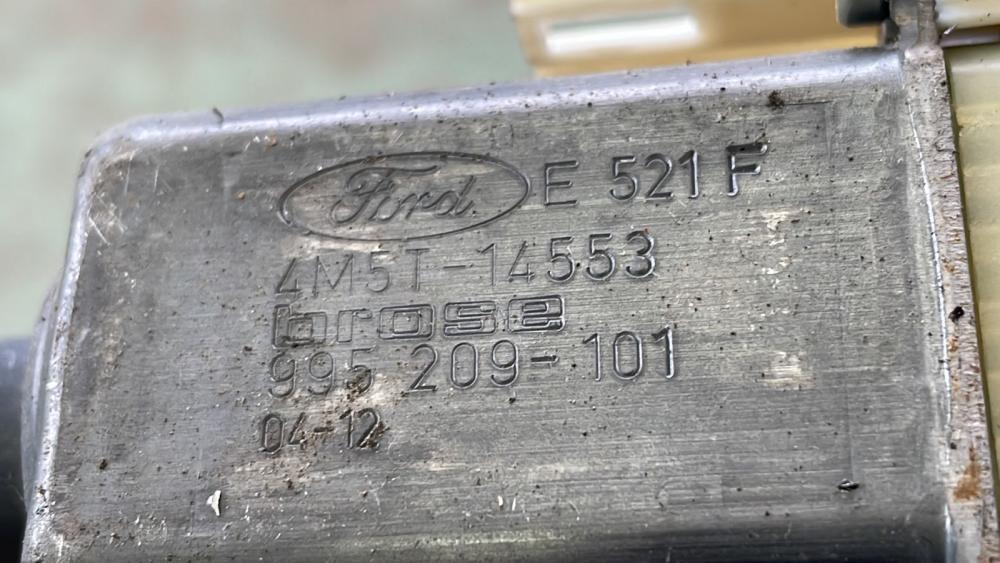 Ford E 521 F
4M5T-14553
brose
995 209-101
04-12